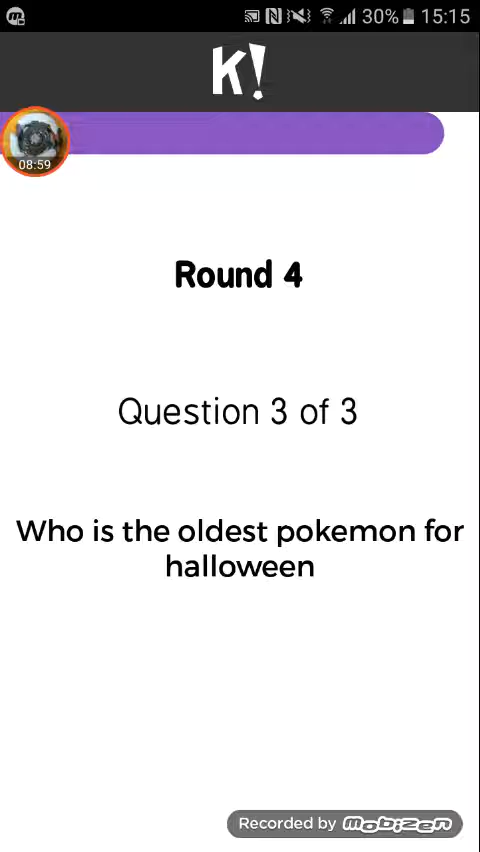 30% 15:15
K!
08:59
Round 4
Question 3 of 3
Who is the oldest pokemon for
halloween
Recorded by mobizen